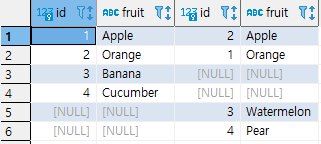 id fruit id fruit
1 1 Apple 2 Apple
2 2 Orange 1 Orange
3 3 Banana [NULL] [NULL]
4 4 Cucumber [NULL] [NULL]
5 [NULL] [NULL] 3 Watermelon
6 [NULL] [NULL] 4 Pear